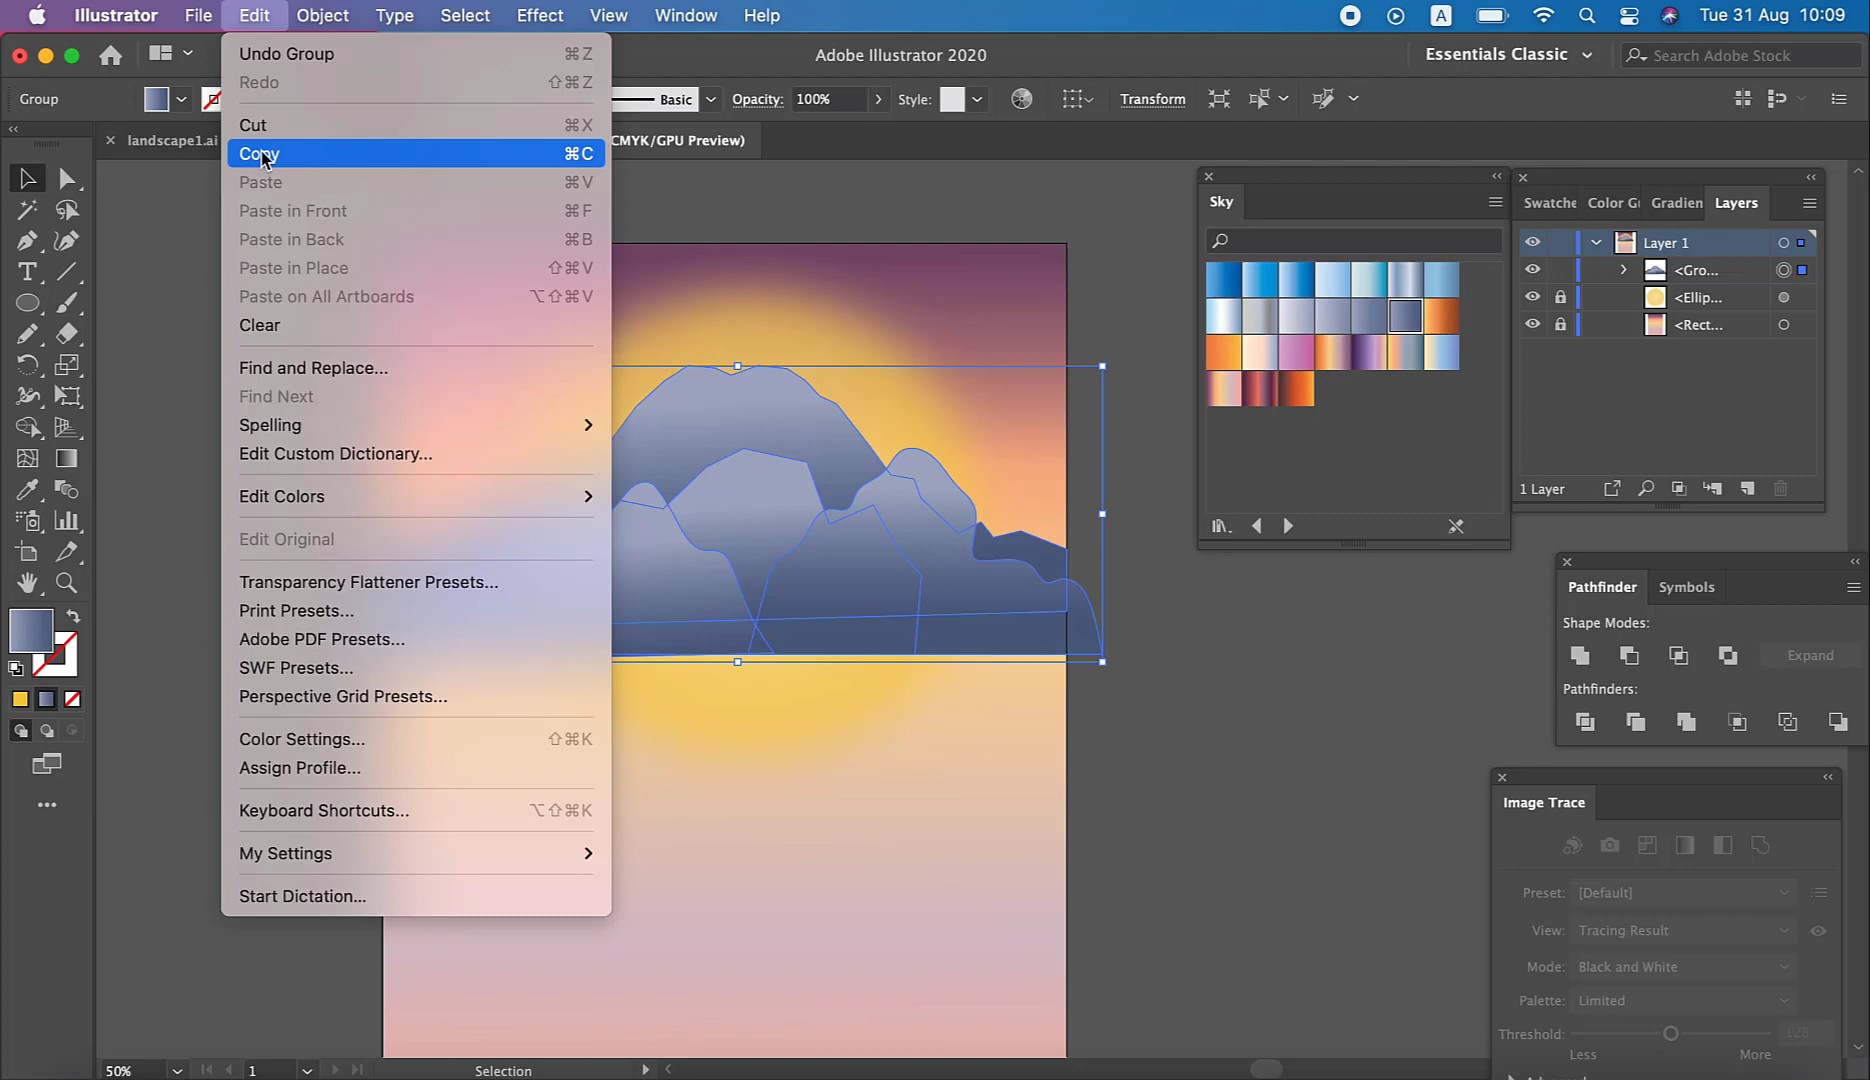 Illustrator File Edit Object Type Select Effect View Window Help A Tue 31 Aug 10:09
Adobe Illustrator 2020 Essentials Classic Search Adobe Stock
Group Basic Opacity: 100% Style: Transform
× landscape1.ai CMYK/GPU Preview)
Undo Group ⌘Z
Redo ⇧⌘Z
Cut ⌘X
Copy ⌘C
Paste ⌘V
Paste in Front ⌘F
Paste in Back ⌘B
Paste in Place ⇧⌘V
Paste on All Artboards ⌥⇧⌘V
Clear
Find and Replace...
Find Next
Spelling
Edit Custom Dictionary...
Edit Colors
Edit Original
Transparency Flattener Presets...
Print Presets...
Adobe PDF Presets...
SWF Presets...
Perspective Grid Presets...
Color Settings... ⇧⌘K
Assign Profile...
Keyboard Shortcuts... ⌥⇧⌘K
My Settings
Start Dictation...
Sky
Swatche Color G Gradien Layers
Layer 1
<Gro...
<Ellip...
<Rect...
1 Layer
Pathfinder Symbols
Shape Modes:
Expand
Pathfinders:
Image Trace
Preset: [Default]
View: Tracing Result
Mode: Black and White
Palette: Limited
Threshold: 128
Less More
50% 1 Selection